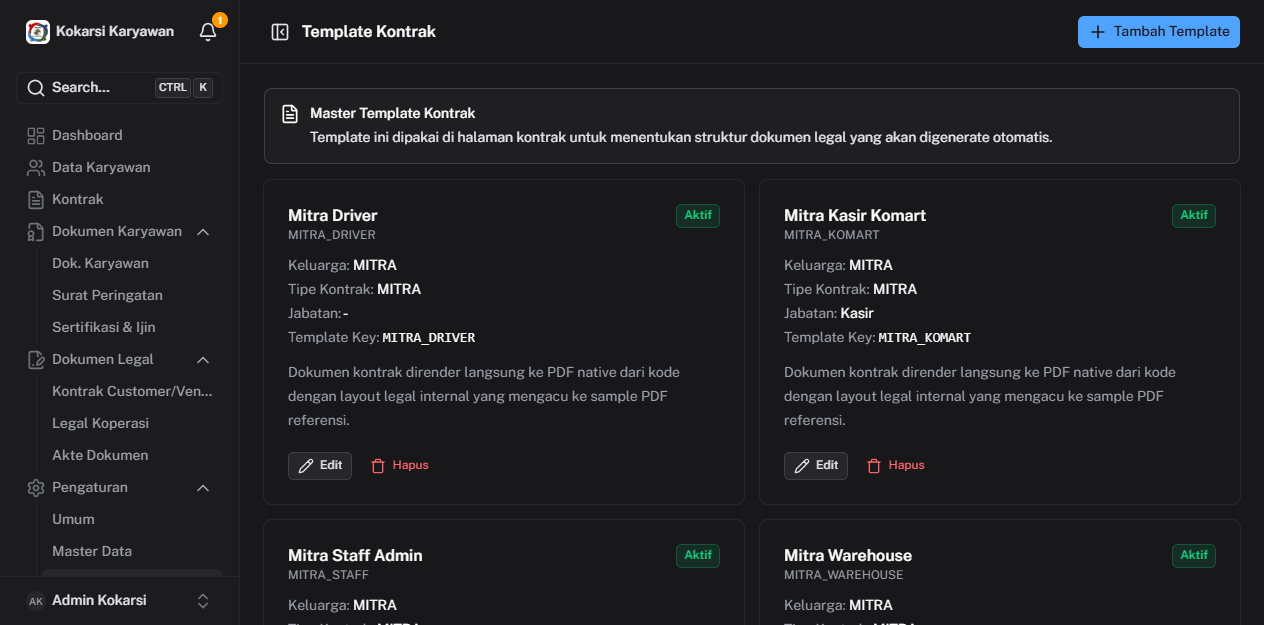 Kokarsi Karyawan
1
Search...
CTRL K
Dashboard
Data Karyawan
Kontrak
Dokumen Karyawan
Dok. Karyawan
Surat Peringatan
Sertifikasi & Ijin
Dokumen Legal
Kontrak Customer/Ven...
Legal Koperasi
Akte Dokumen
Pengaturan
Umum
Master Data
AK Admin Kokarsi
Template Kontrak
Tambah Template
Master Template Kontrak
Template ini dipakai di halaman kontrak untuk menentukan struktur dokumen legal yang akan digenerate otomatis.
Mitra Driver
Aktif
MITRA_DRIVER
Keluarga: MITRA
Tipe Kontrak: MITRA
Jabatan: -
Template Key: MITRA_DRIVER
Dokumen kontrak dirender langsung ke PDF native dari kode
dengan layout legal internal yang mengacu ke sample PDF
referensi.
Edit
Hapus
Mitra Kasir Komart
Aktif
MITRA_KOMART
Keluarga: MITRA
Tipe Kontrak: MITRA
Jabatan: Kasir
Template Key: MITRA_KOMART
Dokumen kontrak dirender langsung ke PDF native dari kode
dengan layout legal internal yang mengacu ke sample PDF
referensi.
Edit
Hapus
Mitra Staff Admin
Aktif
MITRA_STAFF
Keluarga: MITRA
Mitra Warehouse
Aktif
MITRA_WAREHOUSE
Keluarga: MITRA